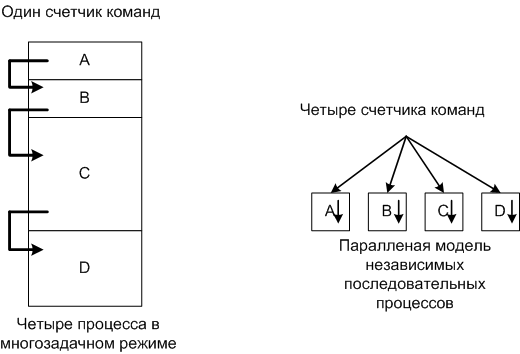 Один счетчик команд
A
B
C
D
Четыре процесса в
многозадачном режиме
Четыре счетчика команд
A
B
C
D
Паралленая модель
независимых
последовательных
процессов